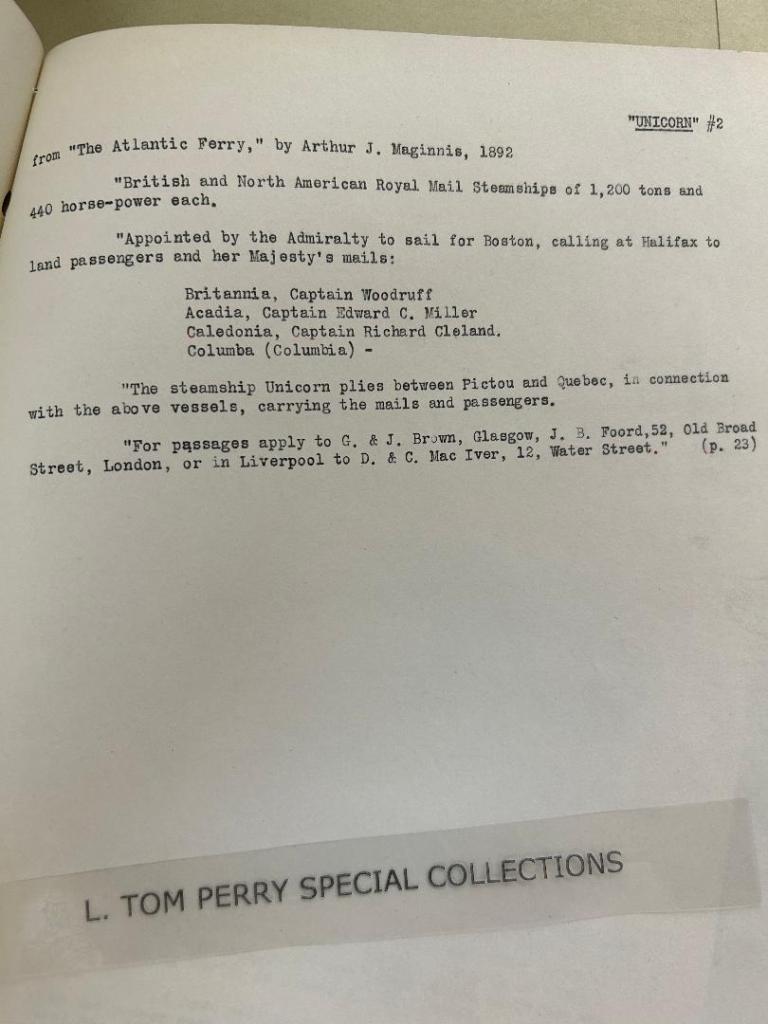 "UNICORN" #2
from "The Atlantic Ferry," by Arthur J. Maginnis, 1892
"British and North American Royal Mail Steamships of 1,200 tons and
440 horse-power each.
"Appointed by the Admiralty to sail for Boston, calling at Halifax to
land passengers and her Majesty's mails:
Britannia, Captain Woodruff
Acadia, Captain Edward C. Miller
Caledonia, Captain Richard Cleland.
Columba (Columbia) -
"The steamship Unicorn plies between Pictou and Quebec, in connection
with the above vessels, carrying the mails and passengers.
"For passages apply to G. & J. Brown, Glasgow, J. B. Foord,52, Old Broad
Street, London, or in Liverpool to D. & C. Mac Iver, 12, Water Street." (p. 23)
L. TOM PERRY SPECIAL COLLECTIONS